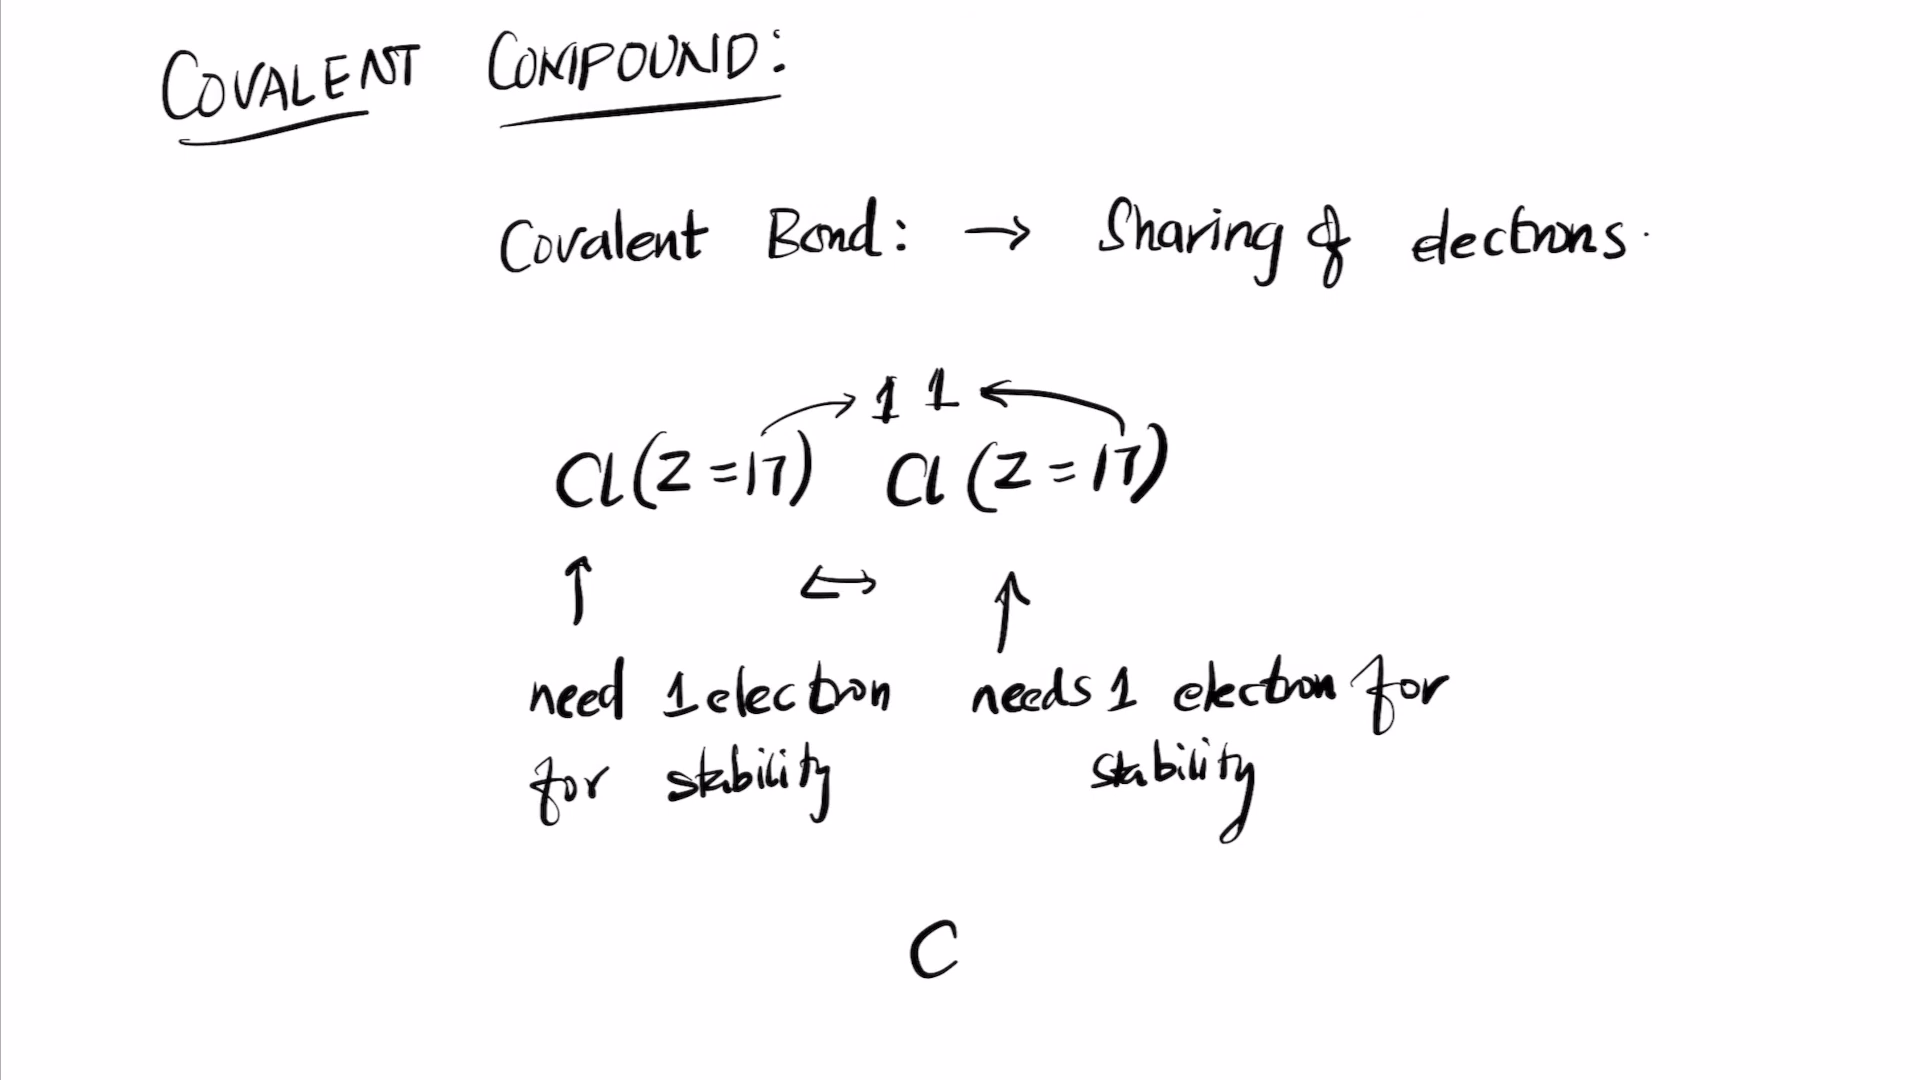 COVALENT COMPOUND:
Covalent Bond: → Sharing of electrons.
1 1
Cl(Z=17) Cl(Z=17)
↑ ↔ ↑
need 1 electron needs 1 electron for
for stability stability
C